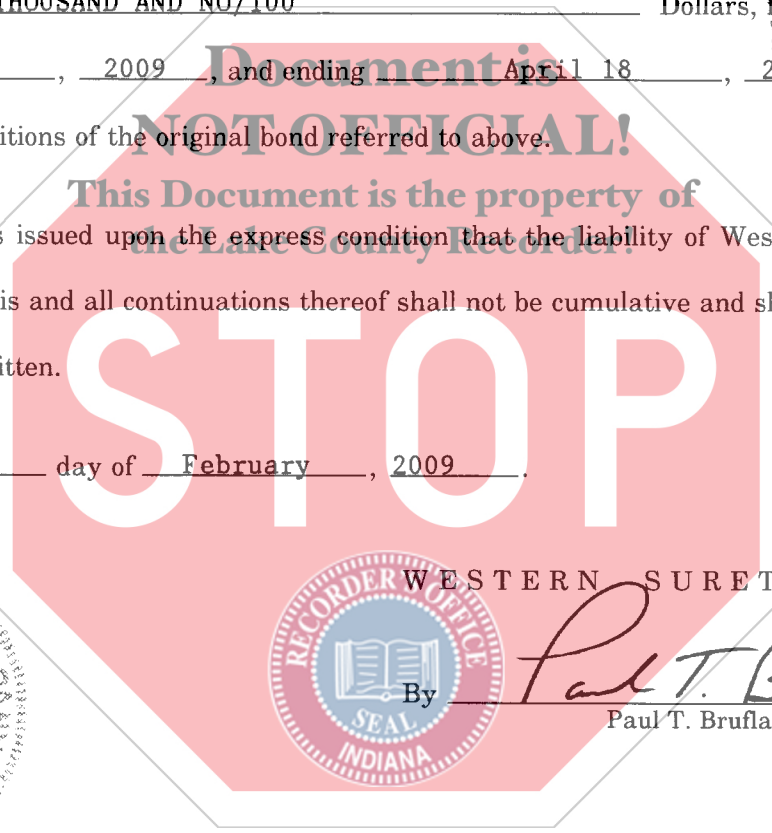 THOUSAND AND NO/100 Dollars,
, 2009 , and ending April 18 , 2
Document is
NOT OFFICIAL!
itions of the original bond referred to above.
This Document is the property of
the Lake County Recorder!
s issued upon the express condition that the liability of Wes
is and all continuations thereof shall not be cumulative and sh
itten.
STOP
day of February , 2009 .
WESTERN SURET
RECORDER'S OFFICE
SEAL
INDIANA
By Paul T. B
Paul T. Brufla